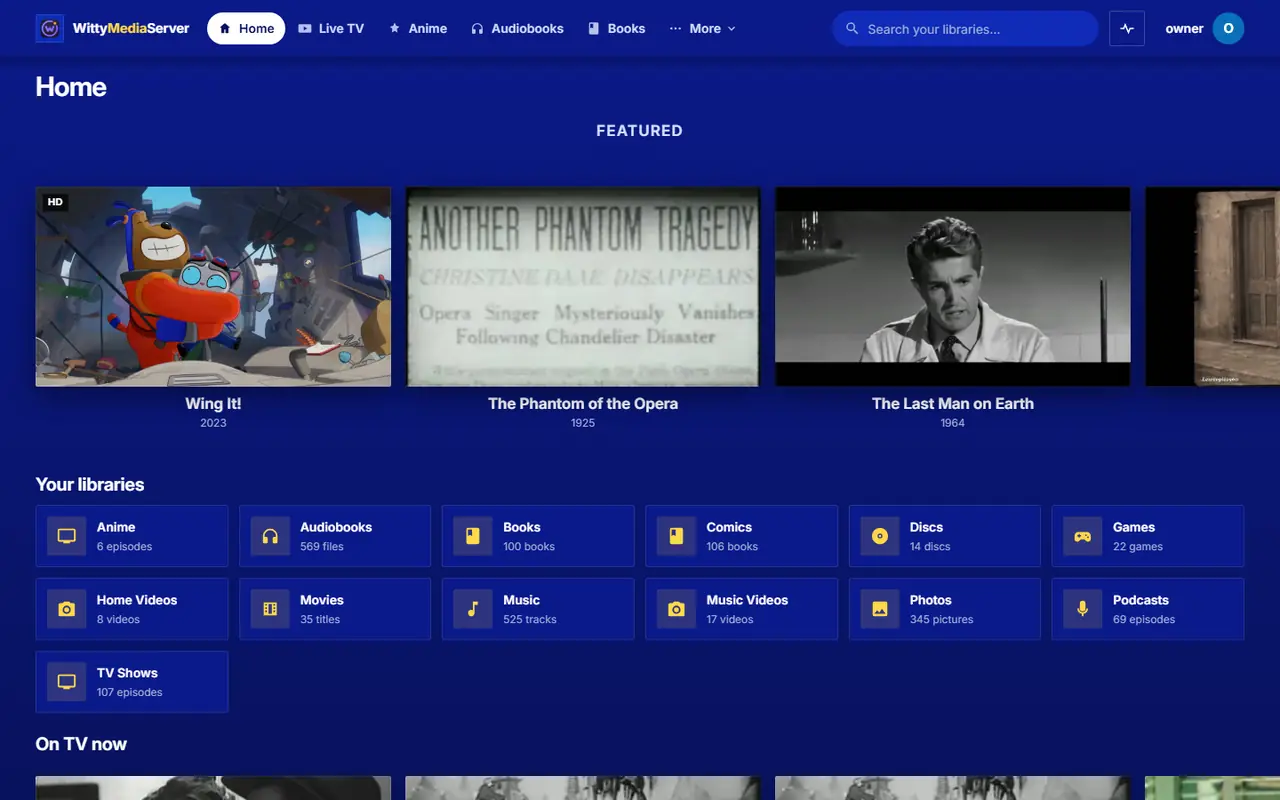 WittyMediaServer
Home
Live TV
Anime
Audiobooks
Books
More
Search your libraries...
owner
O
Home
FEATURED
HD
ANOTHER PHANTOM TRAGEDY
CHRISTINE DAAE DISAPPEARS
Opera Singer Mysteriously Vanishes
Following Chandelier Disaster
Wing It!
2023
The Phantom of the Opera
1925
The Last Man on Earth
1964
Your libraries
Anime
6 episodes
Audiobooks
569 files
Books
100 books
Comics
106 books
Discs
14 discs
Games
22 games
Home Videos
8 videos
Movies
35 titles
Music
525 tracks
Music Videos
17 videos
Photos
345 pictures
Podcasts
69 episodes
TV Shows
107 episodes
On TV now